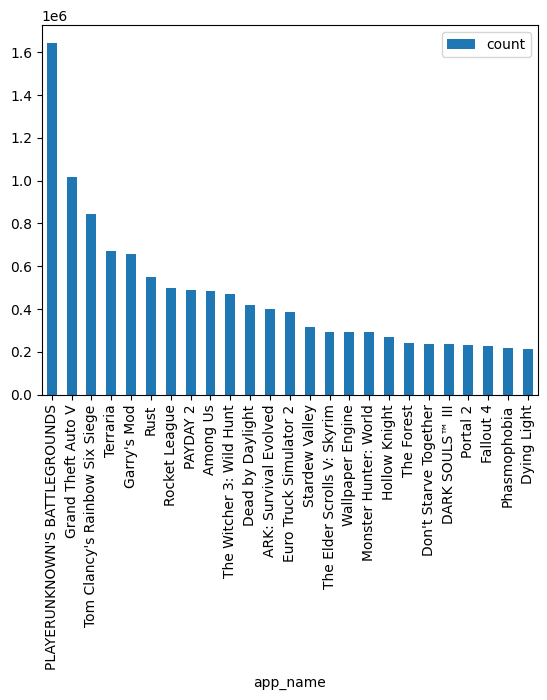 1e6
count
1.6
1.4
1.2
1.0
0.8
0.6
0.4
0.2
0.0
PLAYERUNKNOWN'S BATTLEGROUNDS
Grand Theft Auto V
Tom Clancy's Rainbow Six Siege
Terraria
Garry's Mod
Rust
Rocket League
PAYDAY 2
Among Us
The Witcher 3: Wild Hunt
Dead by Daylight
ARK: Survival Evolved
Euro Truck Simulator 2
Stardew Valley
The Elder Scrolls V: Skyrim
Wallpaper Engine
Monster Hunter: World
Hollow Knight
The Forest
Don't Starve Together
DARK SOULS™ III
Portal 2
Fallout 4
Phasmophobia
Dying Light
app_name